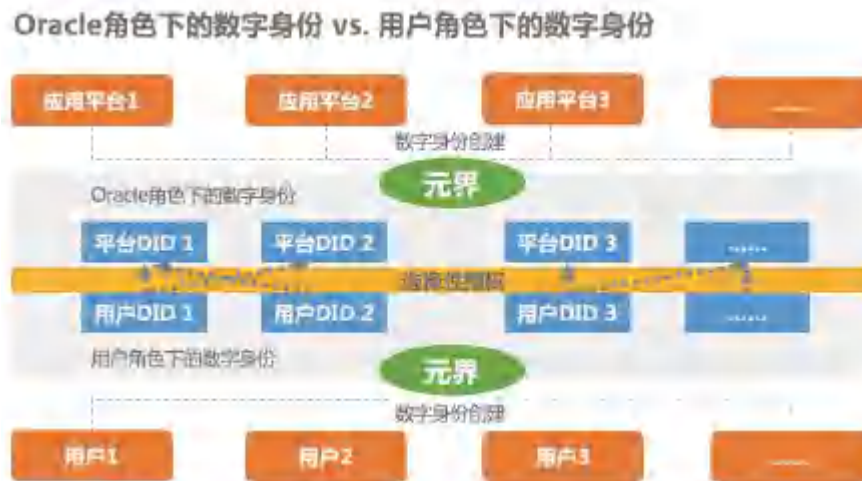 Oracle角色下的数字身份 vs. 用户角色下的数字身份
应用平台1 应用平台2 应用平台3 ......
数字身份创建
元界
Oracle角色下的数字身份
平台DID 1 平台DID 2 平台DID 3 ......
用户DID 1 用户DID 2 用户DID 3 ......
用户角色下的数字身份
元界
数字身份创建
用户1 用户2 用户3 ......